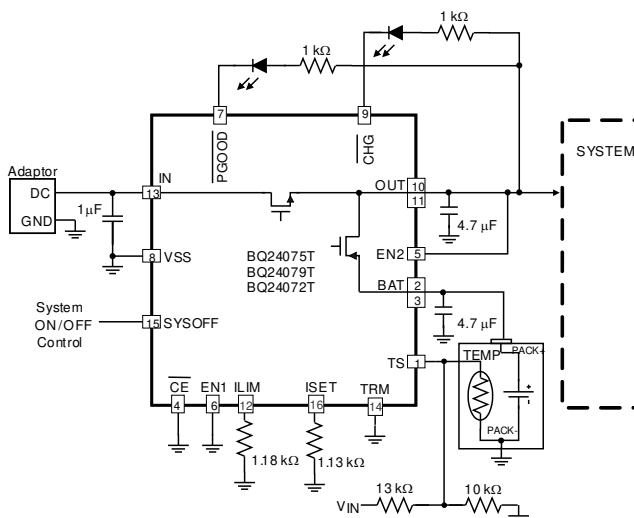 1 kΩ
1 kΩ
7
9
PGOOD
CHG
SYSTEM
Adaptor
DC
GND
IN
13
OUT
10
11
1 μF
4.7 μF
8
VSS
BQ24075T
BQ24079T
BQ24072T
EN2
5
BAT
2
3
System
ON/OFF
Control
15
SYSOFF
4.7 μF
TS
1
TEMP
PACK+
+
-
PACK-
CE
EN1
ILIM
ISET
TRM
4
6
12
16
14
1.18 kΩ
1.13 kΩ
VIN
13 kΩ
10 kΩ